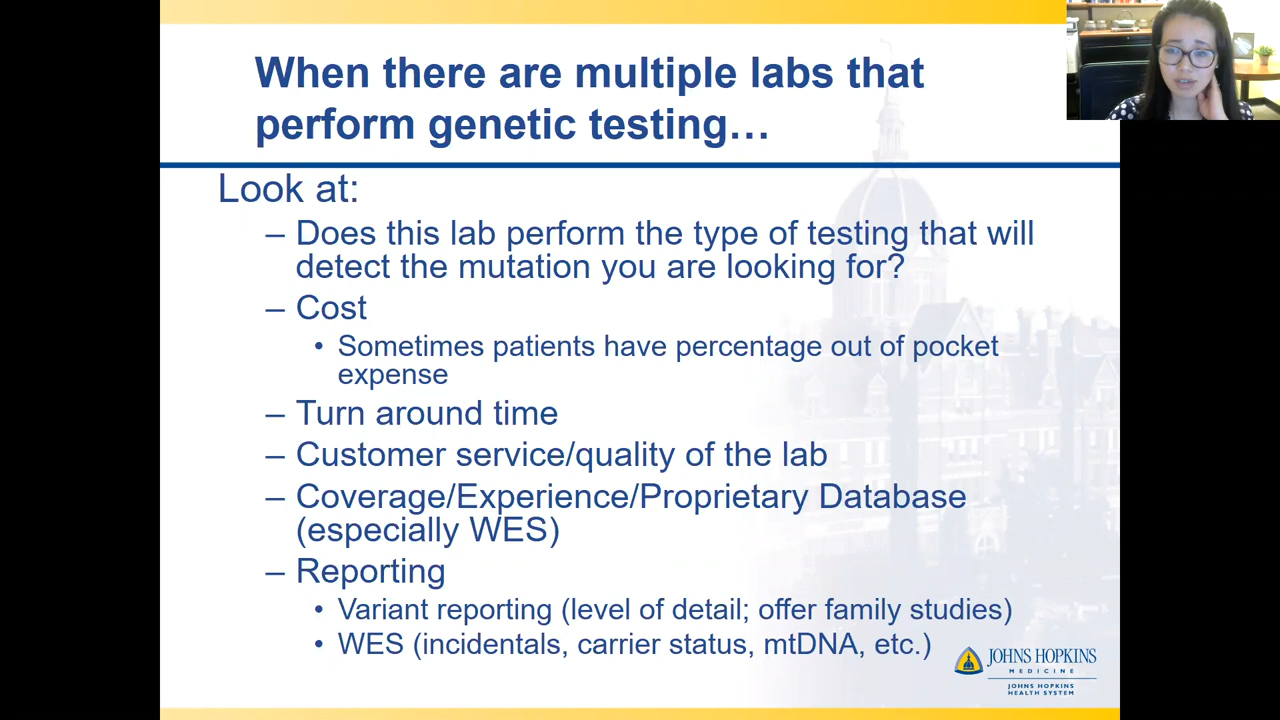 When there are multiple labs that
perform genetic testing…
Look at:
– Does this lab perform the type of testing that will
detect the mutation you are looking for?
– Cost
• Sometimes patients have percentage out of pocket
expense
– Turn around time
– Customer service/quality of the lab
– Coverage/Experience/Proprietary Database
(especially WES)
– Reporting
• Variant reporting (level of detail; offer family studies)
• WES (incidentals, carrier status, mtDNA, etc.)
JOHNS HOPKINS
MEDICINE
JOHNS HOPKINS
HEALTH SYSTEM